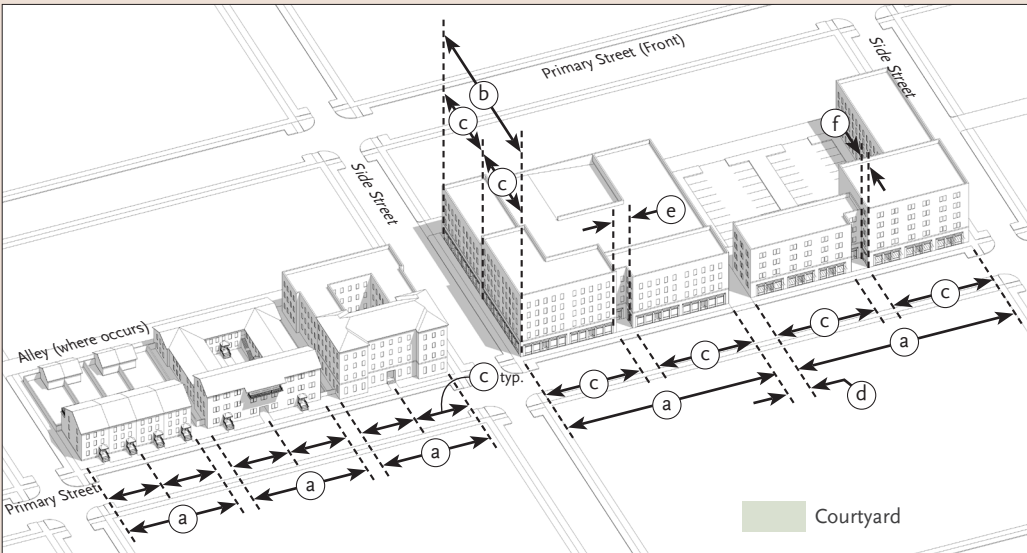 Primary Street (Front)
Side Street
b
c
c
f
Side Street
e
Alley (where occurs)
c typ.
c
c
c
c
a
a
d
a
a
a
Primary Street
Courtyard